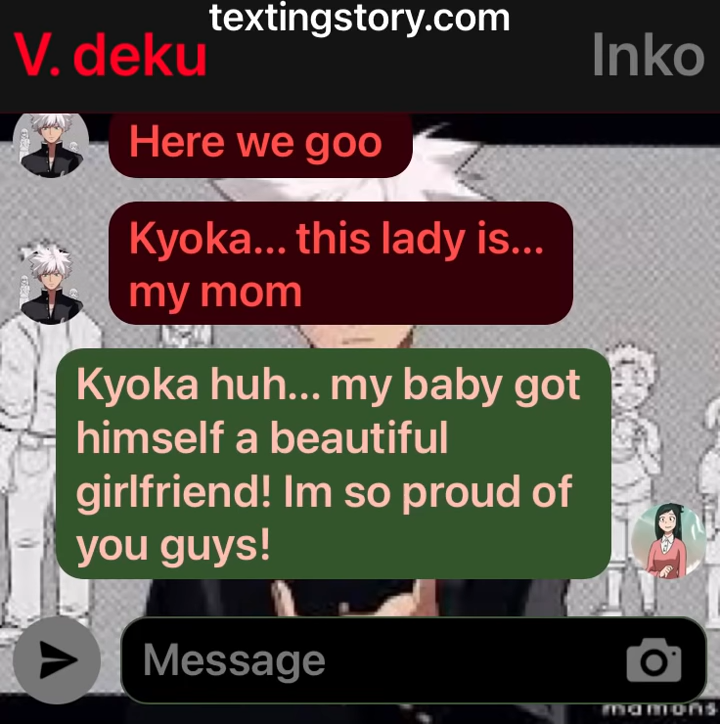 textingstory.com
V. deku
Inko
Here we goo
Kyoka... this lady is...
my mom
Kyoka huh... my baby got
himself a beautiful
girlfriend! Im so proud of
you guys!
Message
mamons